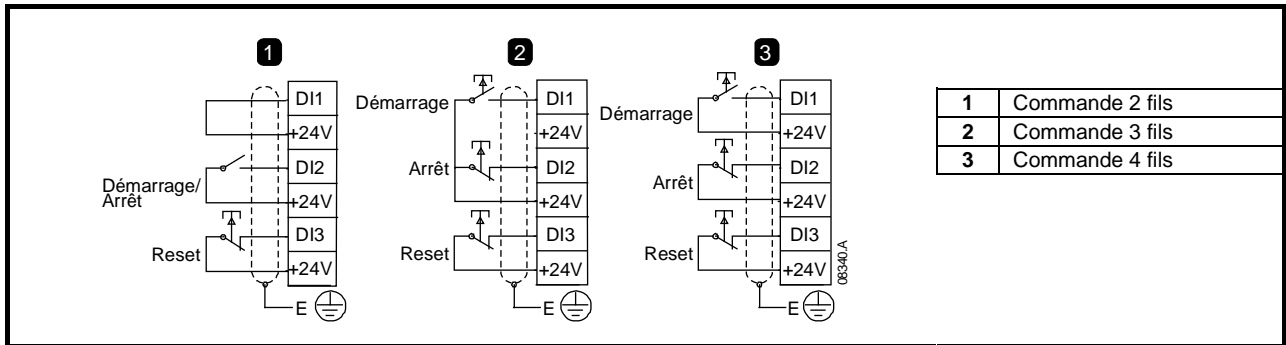 1
DI1
+24V
DI2
Démarrage/
Arrêt
+24V
DI3
Reset
+24V
E
2
Démarrage
DI1
+24V
Arrêt
DI2
+24V
DI3
Reset
+24V
E
3
DI1
Démarrage
+24V
DI2
Arrêt
+24V
DI3
Reset
+24V
E
08340.A
1 Commande 2 fils
2 Commande 3 fils
3 Commande 4 fils